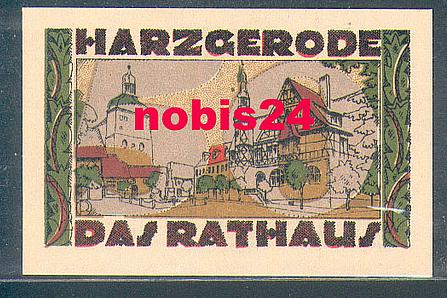 HARZGERODE
nobis24
DAS RATHAUS